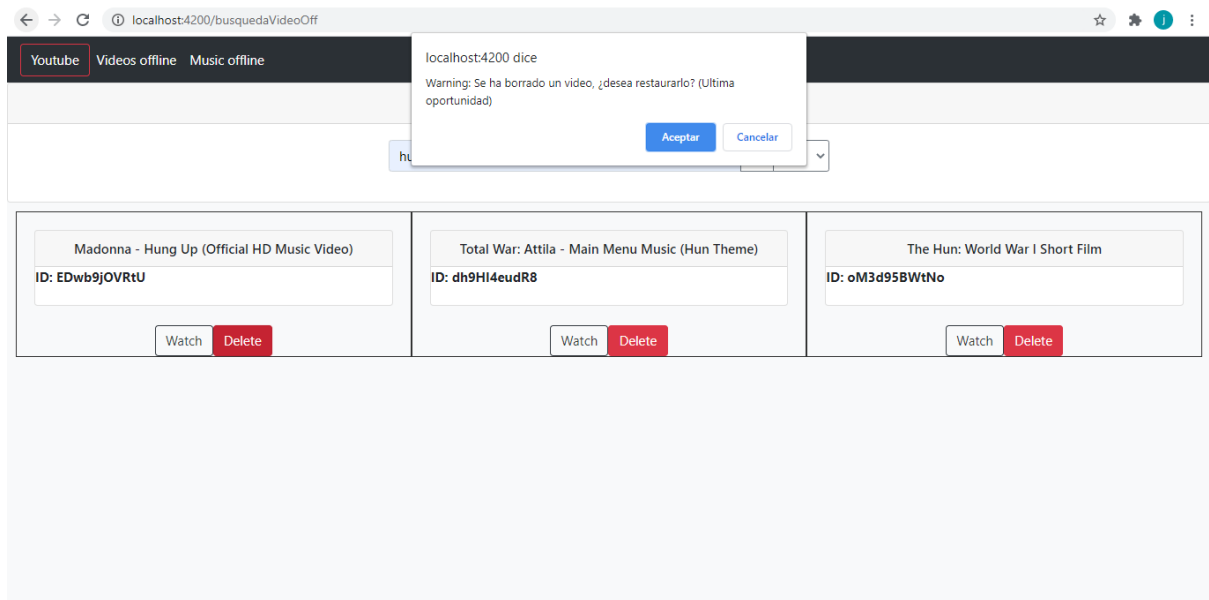 localhost:4200/busquedaVideoOff
j
Youtube Videos offline Music offline
localhost:4200 dice
Warning: Se ha borrado un video, ¿desea restaurarlo? (Ultima
oportunidad)
Aceptar Cancelar
Madonna - Hung Up (Official HD Music Video)
ID: EDwb9jOVRtU
Watch Delete
Total War: Attila - Main Menu Music (Hun Theme)
ID: dh9HI4eudR8
Watch Delete
The Hun: World War I Short Film
ID: oM3d95BWtNo
Watch Delete